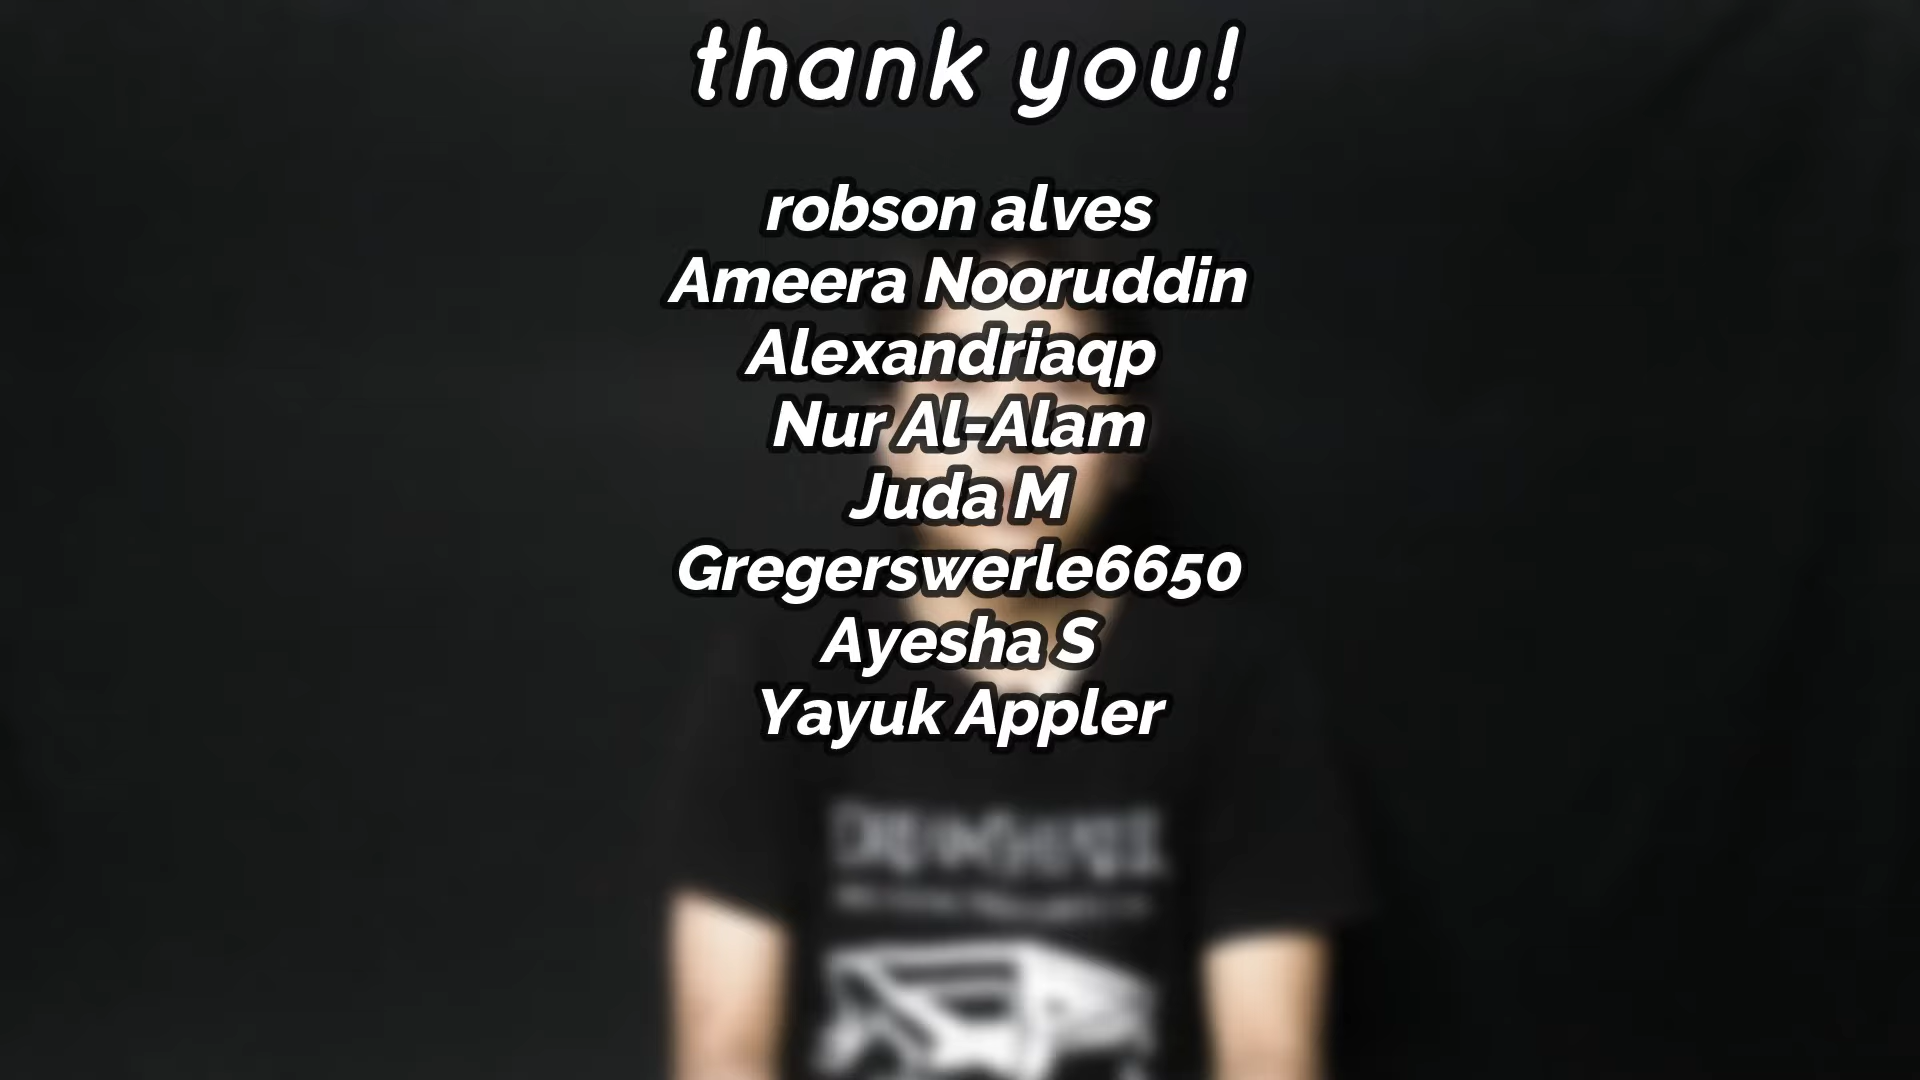 thank you!
robson alves
Ameera Nooruddin
Alexandriaqp
Nur Al-Alam
Juda M
Gregerswerle6650
Ayesha S
Yayuk Appler